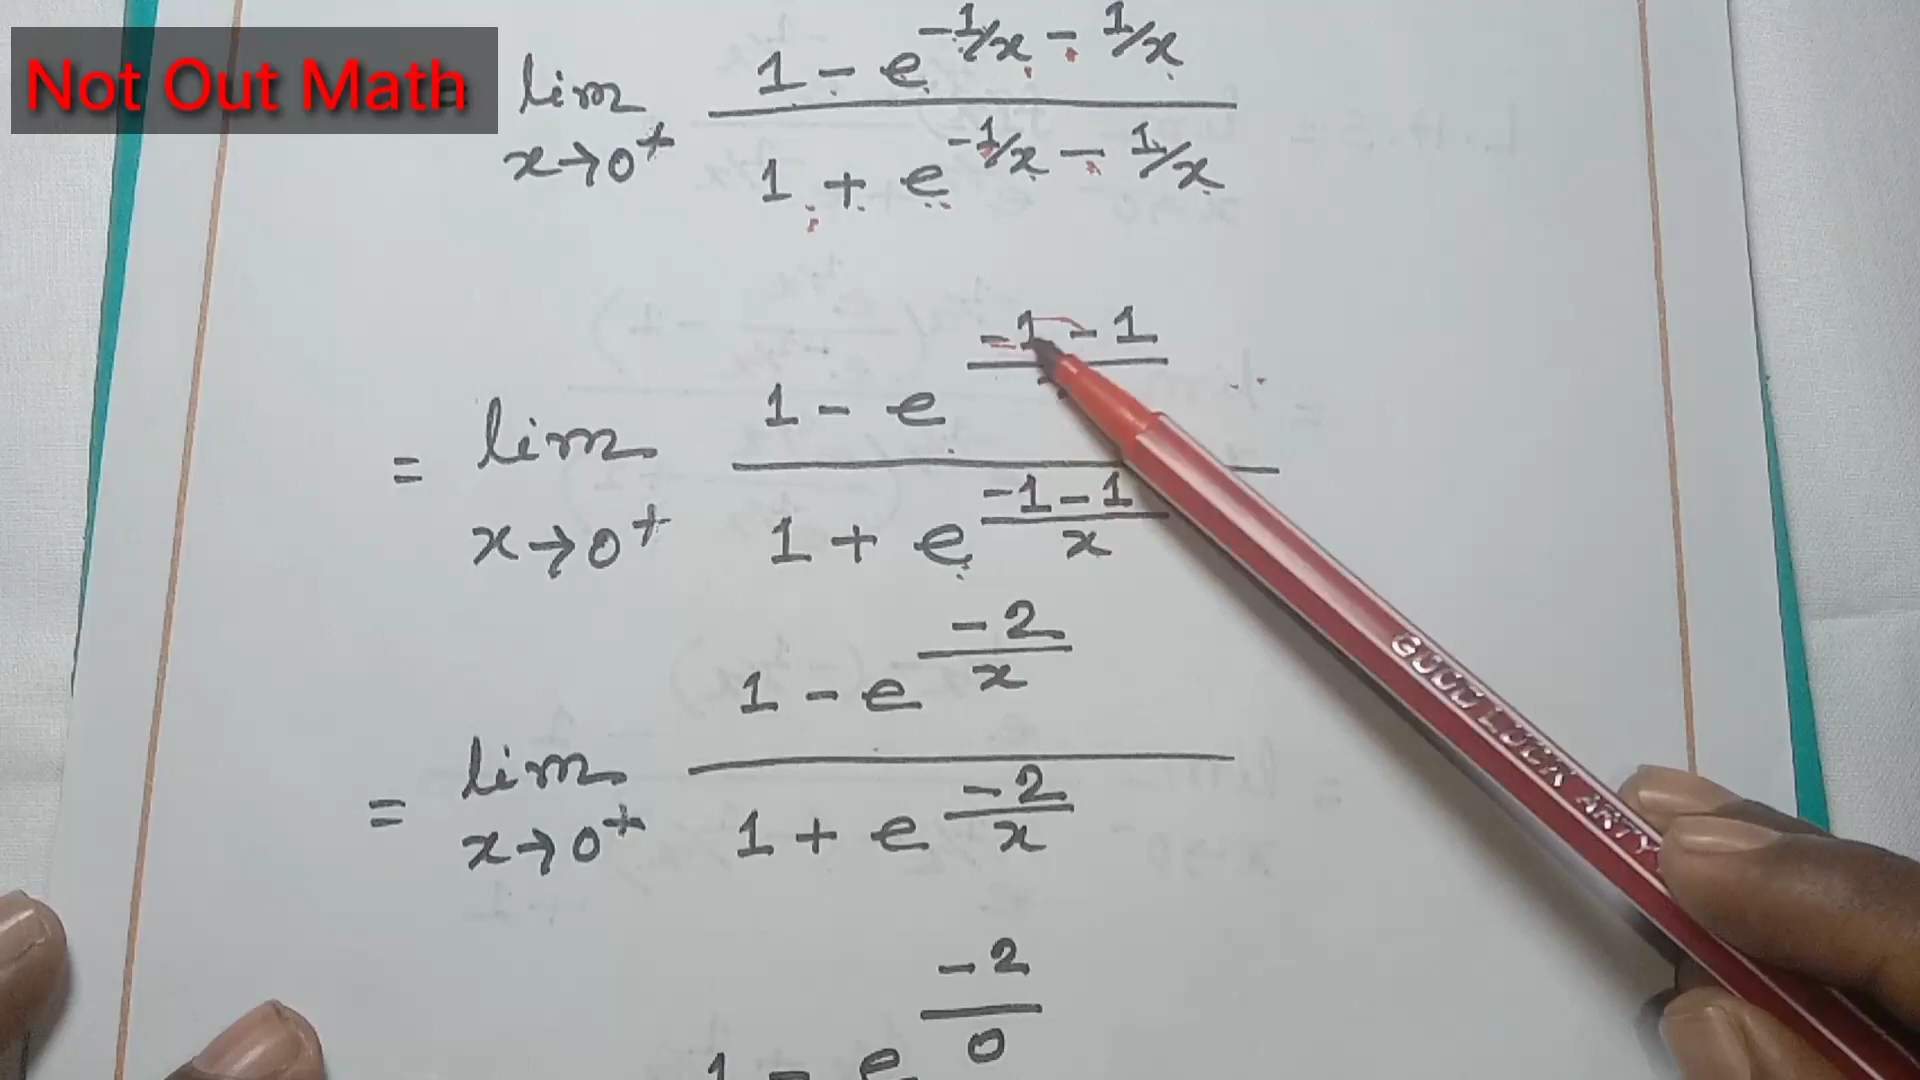 Not Out Math
= lim x→0⁺ (1 - e^(-1/x - 1/x)) / (1 + e^(-1/x - 1/x))
= lim x→0⁺ (1 - e^((-1-1)/)) / (1 + e^((-1-1)/x))
= lim x→0⁺ (1 - e^(-2/x)) / (1 + e^(-2/x))
1 - e^(-2/0)
GOOD LUCK ARTY